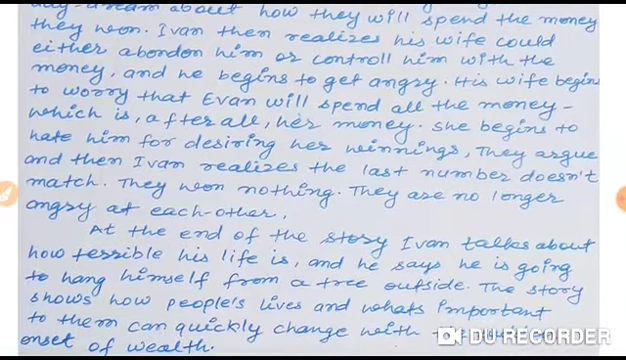 day-dream about how they will spend the money
they won. Ivan then realizes his wife could
either abondon him or controll him with the
money, and he begins to get angry. His wife begins
to worry that Evan will spend all the money-
which is, after all, her money. She begins to
hate him for desiring her winnings, They argue
and then Ivan realizes the last number doesn't
match. They won nothing. They are no longer
angry at each-other.
At the end of the story Ivan talks about
how terrible his life is, and he says he is going
to hang himself from a tree outside. The story
shows how people's lives and whats important
to them can quickly change with the
onset of wealth.
DU RECORDER